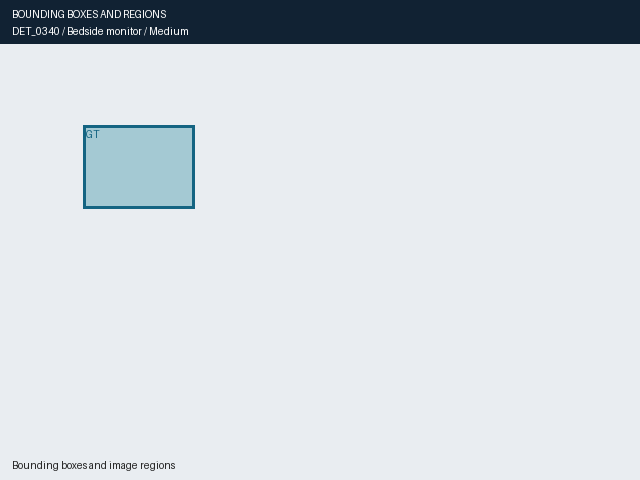 BOUNDING BOXES AND REGIONS
DET_0340 / Bedside monitor / Medium
GT
Bounding boxes and image regions